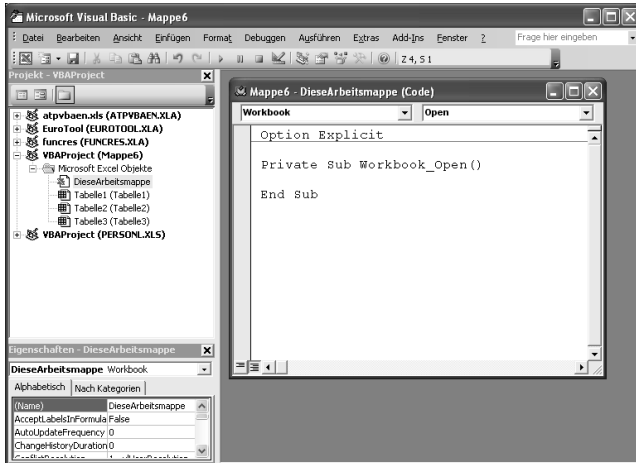 Microsoft Visual Basic - Mappe6
Datei Bearbeiten Ansicht Einfügen Format Debuggen Ausführen Extras Add-Ins Fenster ? Frage hier eingeben
Z 4, S 1
Projekt - VBAProject
atpvbaen.xls (ATPVBAEN.XLA)
EuroTool (EUROTOOL.XLA)
funcres (FUNCRES.XLA)
VBAProject (Mappe6)
Microsoft Excel Objekte
DieseArbeitsmappe
Tabelle1 (Tabelle1)
Tabelle2 (Tabelle2)
Tabelle3 (Tabelle3)
VBAProject (PERSONL.XLS)
Eigenschaften - DieseArbeitsmappe
DieseArbeitsmappe Workbook
Alphabetisch Nach Kategorien
(Name) DieseArbeitsmappe
AcceptLabelsInFormula False
AutoUpdateFrequency 0
ChangeHistoryDuration 0
Mappe6 - DieseArbeitsmappe (Code)
Workbook Open
Option Explicit
Private Sub Workbook_Open()
End Sub